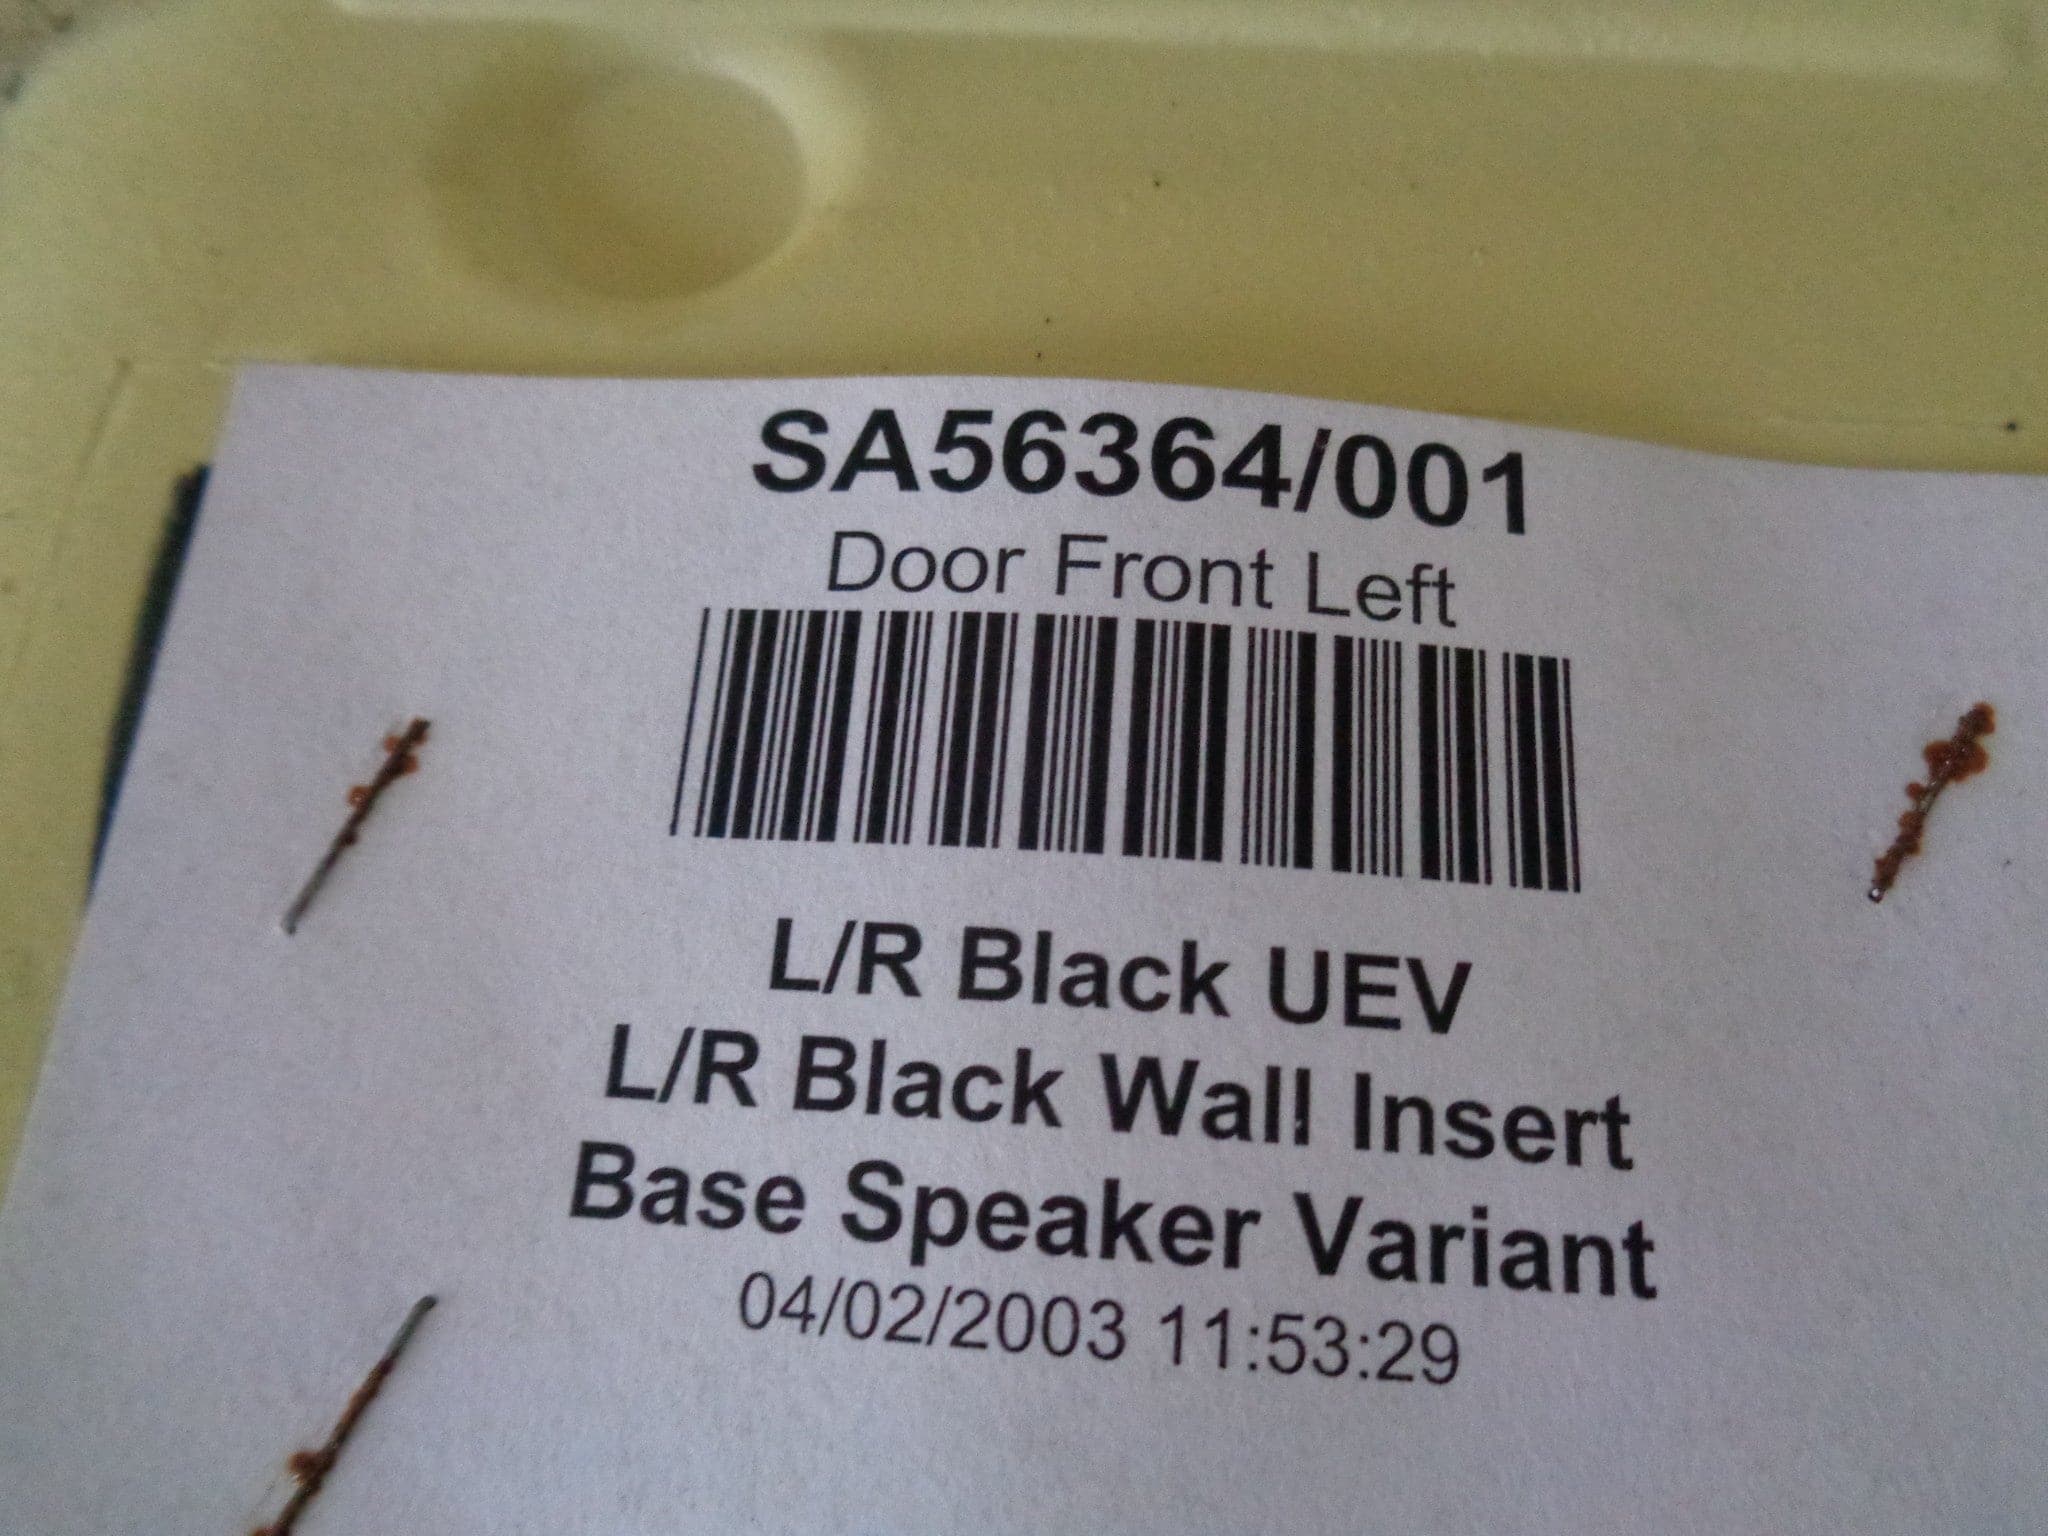 SA56364/001
Door Front Left
L/R Black UEV
L/R Black Wall Insert
Base Speaker Variant
04/02/2003 11:53:29